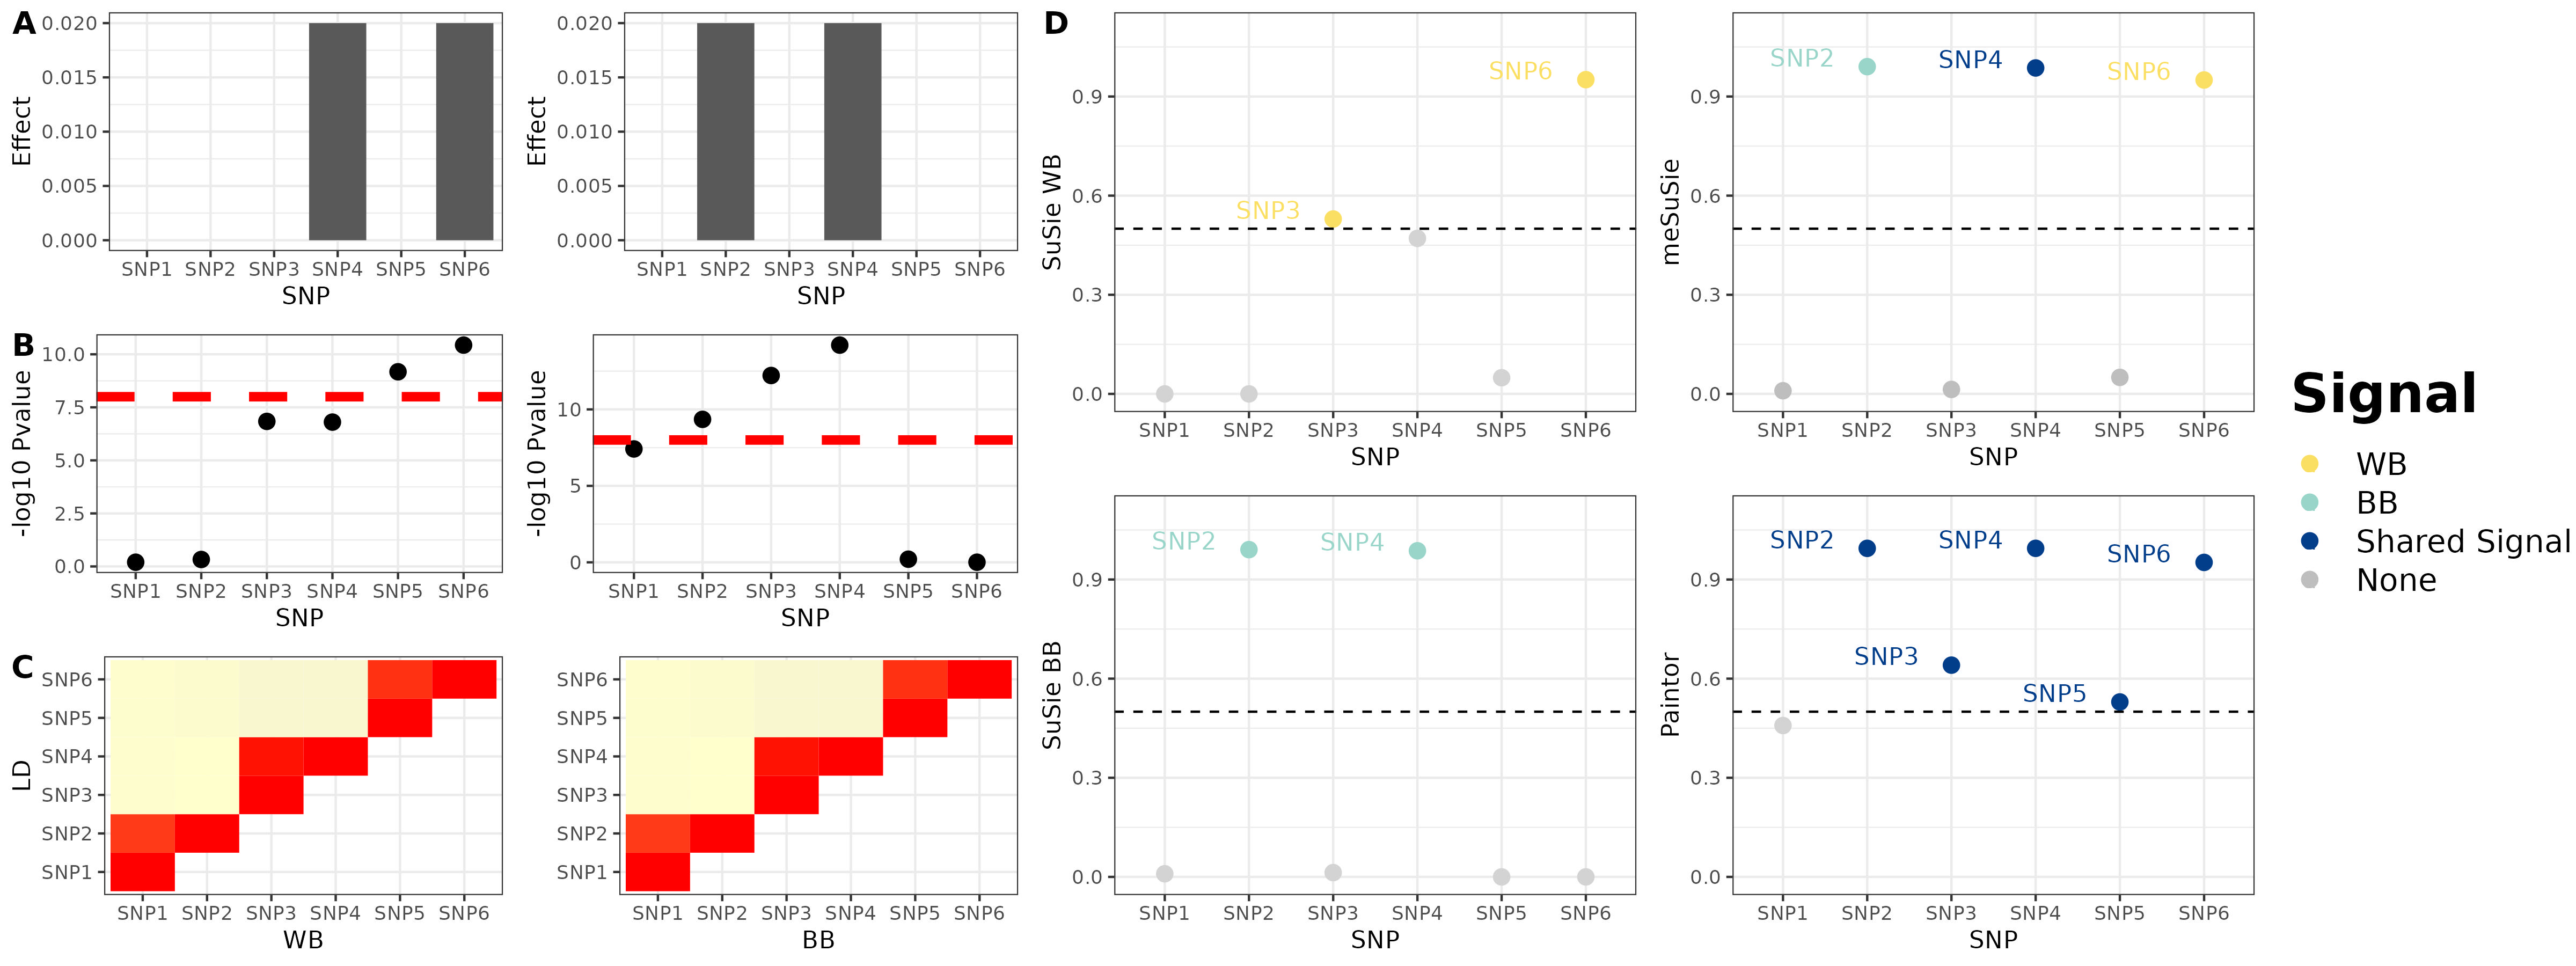 A
0.020
0.015
0.010
0.005
0.000
Effect
SNP1 SNP2 SNP3 SNP4 SNP5 SNP6
SNP
0.020
0.015
0.010
0.005
0.000
Effect
SNP1 SNP2 SNP3 SNP4 SNP5 SNP6
SNP
B
10.0
7.5
5.0
2.5
0.0
-log10 Pvalue
SNP1 SNP2 SNP3 SNP4 SNP5 SNP6
SNP
10
5
0
-log10 Pvalue
SNP1 SNP2 SNP3 SNP4 SNP5 SNP6
SNP
C
SNP6
SNP5
SNP4
SNP3
SNP2
SNP1
LD
SNP1 SNP2 SNP3 SNP4 SNP5 SNP6
WB
SNP6
SNP5
SNP4
SNP3
SNP2
SNP1
SNP1 SNP2 SNP3 SNP4 SNP5 SNP6
BB
D
SuSie WB
0.9
0.6
0.3
0.0
SNP6
SNP3
SNP1 SNP2 SNP3 SNP4 SNP5 SNP6
SNP
meSuSie
0.9
0.6
0.3
0.0
SNP2 SNP4 SNP6
SNP1 SNP2 SNP3 SNP4 SNP5 SNP6
SNP
SuSie BB
0.9
0.6
0.3
0.0
SNP2 SNP4
SNP1 SNP2 SNP3 SNP4 SNP5 SNP6
SNP
Paintor
0.9
0.6
0.3
0.0
SNP2 SNP4 SNP6
SNP3
SNP5
SNP1 SNP2 SNP3 SNP4 SNP5 SNP6
SNP
Signal
WB
BB
Shared Signal
None